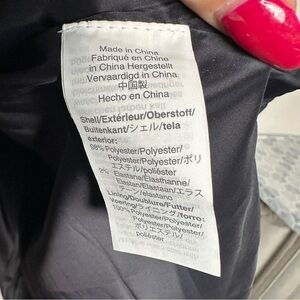 Made in China
Fabriqué en Chine
in China Hergestellt
Vervaardigd in China
中国製
Hecho en China
Shell/Extérieur/Oberstoff/
Buitenkant/シェル/tela
exterior:
98% Polyester/Polyester/
Polyester/Polyester/ポリ
エステル/poliéster
2% Elastane/Élasthanne/
Elastan/Elastaan/エラス
テーン/elastano
Lining/Doublure/Futter/
Voering/ライニング/forro:
100% Polyester/Polyester/
Polyester/Polyester/
ポリエステル/
poliéster